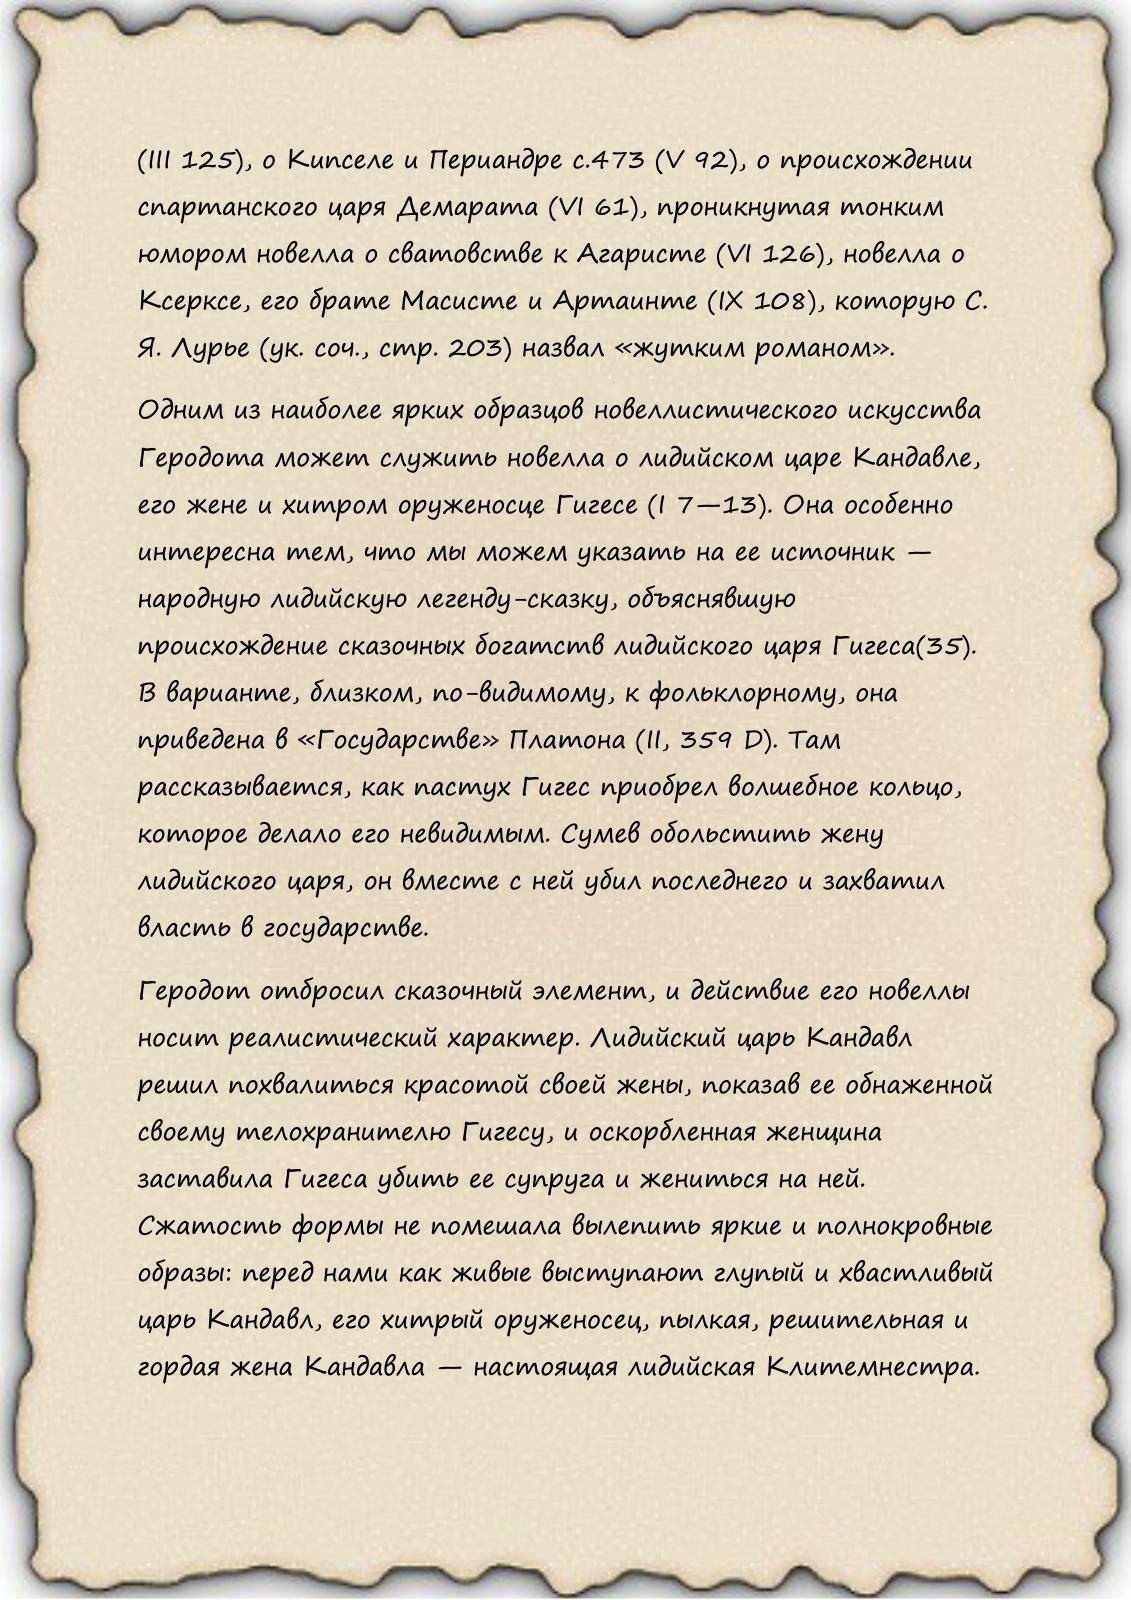 (III 125), о Кипселе и Периандре с.473 (V 92), о происхождении
спартанского царя Демарата (VI 61), проникнутая тонким
юмором новелла о сватовстве к Агаристе (VI 126), новелла о
Ксерксе, его брате Масисте и Артаинте (IX 108), которую С.
Я. Лурье (ук. соч., стр. 203) назвал «жутким романом».
Одним из наиболее ярких образцов новеллистического искусства
Геродота может служить новелла о лидийском царе Кандавле,
его жене и хитром оруженосце Гигесе (I 7—13). Она особенно
интересна тем, что мы можем указать на ее источник —
народную лидийскую легенду-сказку, объяснявшую
происхождение сказочных богатств лидийского царя Гигеса(35).
В варианте, близком, по-видимому, к фольклорному, она
приведена в «Государстве» Платона (II, 359 D). Там
рассказывается, как пастух Гигес приобрел волшебное кольцо,
которое делало его невидимым. Сумев обольстить жену
лидийского царя, он вместе с ней убил последнего и захватил
власть в государстве.
Геродот отбросил сказочный элемент, и действие его новеллы
носит реалистический характер. Лидийский царь Кандавл
решил похвалиться красотой своей жены, показав ее обнаженной
своему телохранителю Гигесу, и оскорбленная женщина
заставила Гигеса убить ее супруга и жениться на ней.
Сжатость формы не помешала вылепить яркие и полнокровные
образы: перед нами как живые выступают глупый и хвастливый
царь Кандавл, его хитрый оруженосец, пылкая, решительная и
гордая жена Кандавла — настоящая лидийская Клитемнестра.